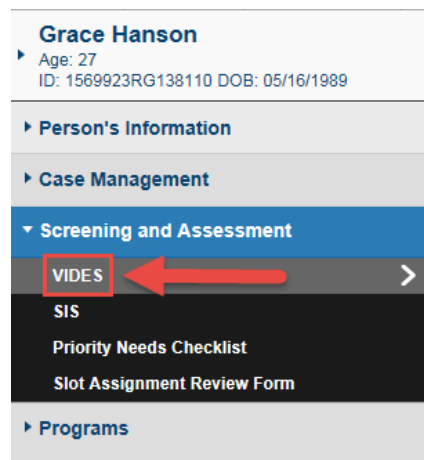 Grace Hanson
Age: 27
ID: 1569923RG138110 DOB: 05/16/1989
Person's Information
Case Management
Screening and Assessment
VIDES
SIS
Priority Needs Checklist
Slot Assignment Review Form
Programs